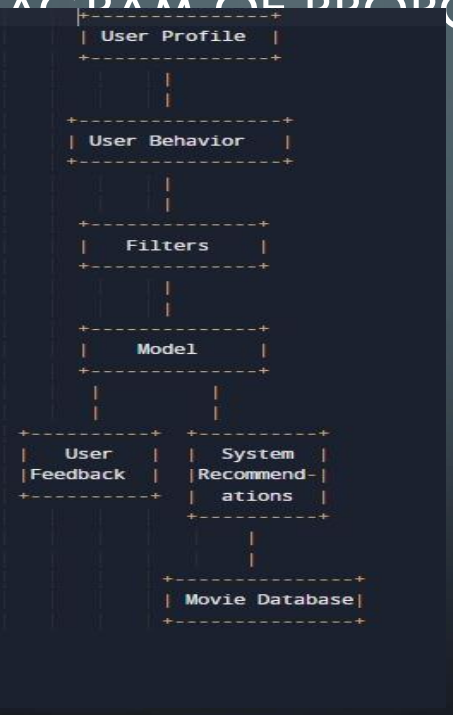 User Profile
User Behavior
Filters
Model
User System
Feedback Recommend-
ations
Movie Database